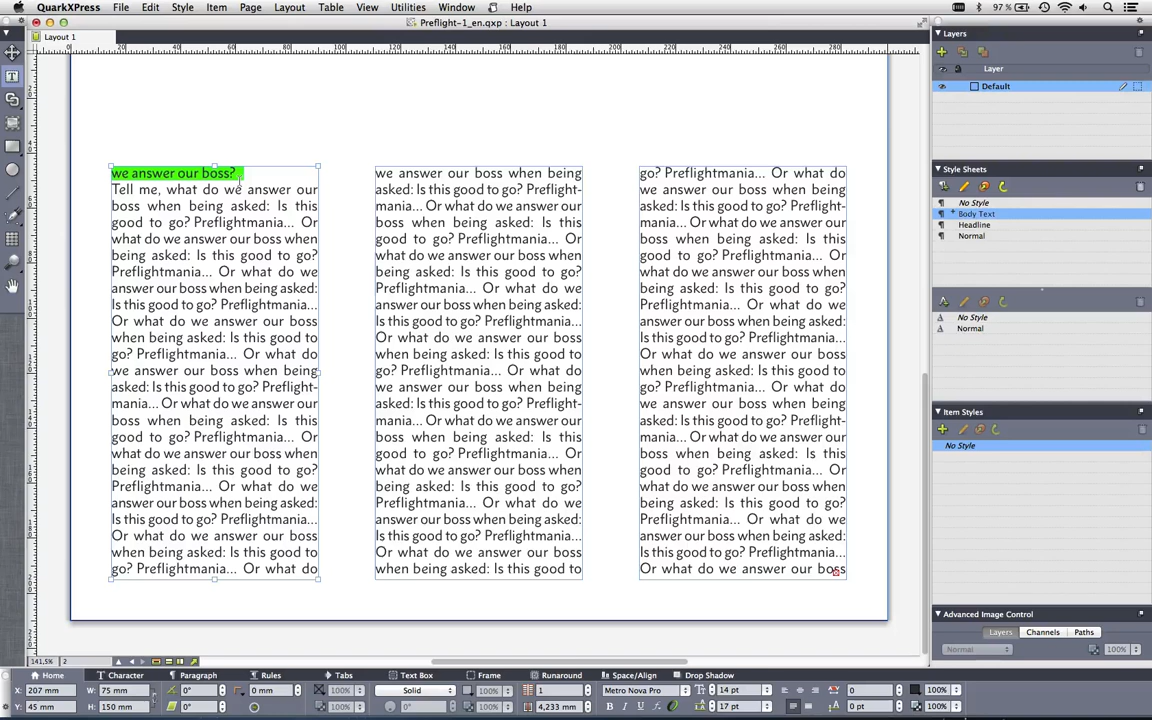 QuarkXPress File Edit Style Item Page Layout Table View Utilities Window Help 97 %
Preflight-1_en.qxp : Layout 1
Layout 1
we answer our boss?
Tell me, what do we answer our
boss when being asked: Is this
good to go? Preflightmania... Or
what do we answer our boss when
being asked: Is this good to go?
Preflightmania... Or what do we
answer our boss when being asked:
Is this good to go? Preflightmania...
Or what do we answer our boss
when being asked: Is this good to
go? Preflightmania... Or what do
we answer our boss when being
asked: Is this good to go? Preflight-
mania... Or what do we answer our
boss when being asked: Is this
good to go? Preflightmania... Or
what do we answer our boss when
being asked: Is this good to go?
Preflightmania... Or what do we
answer our boss when being asked:
Is this good to go? Preflightmania...
Or what do we answer our boss
when being asked: Is this good to
go? Preflightmania... Or what do
we answer our boss when being
asked: Is this good to go? Preflight-
mania... Or what do we answer our
boss when being asked: Is this
good to go? Preflightmania... Or
what do we answer our boss when
being asked: Is this good to go?
Preflightmania... Or what do we
answer our boss when being asked:
Is this good to go? Preflightmania...
Or what do we answer our boss
when being asked: Is this good to
go? Preflightmania... Or what do
we answer our boss when being
asked: Is this good to go? Preflight-
mania... Or what do we answer our
boss when being asked: Is this
good to go? Preflightmania... Or
what do we answer our boss when
being asked: Is this good to go?
Preflightmania... Or what do we
answer our boss when being asked:
Is this good to go? Preflightmania...
Or what do we answer our boss
when being asked: Is this good to
go? Preflightmania... Or what do
we answer our boss when being
asked: Is this good to go? Preflight-
mania... Or what do we answer our
boss when being asked: Is this
good to go? Preflightmania... Or
what do we answer our boss when
being asked: Is this good to go?
Preflightmania... Or what do we
answer our boss when being asked:
Is this good to go? Preflightmania...
Or what do we answer our boss
when being asked: Is this good to
go? Preflightmania... Or what do
we answer our boss when being
asked: Is this good to go? Preflight-
mania... Or what do we answer our
boss when being asked: Is this
good to go? Preflightmania... Or
what do we answer our boss when
being asked: Is this good to go?
Preflightmania... Or what do we
answer our boss when being asked:
Is this good to go? Preflightmania...
Or what do we answer our boss
Layers
Layer
Default
Style Sheets
No Style
Body Text
Headline
Normal
No Style
Normal
Item Styles
No Style
Advanced Image Control
Layers Channels Paths
Normal 100%
141,5% 2
Home Character Paragraph Rules Tabs Text Box Frame Runaround Space/Align Drop Shadow
X: 207 mm W: 75 mm 0° 0 mm 100% Solid 100% 1 Metro Nova Pro 14 pt 0 100%
Y: 45 mm H: 150 mm 0° 100% 0° 100% 4,233 mm B I U 17 pt 0 pt 100%